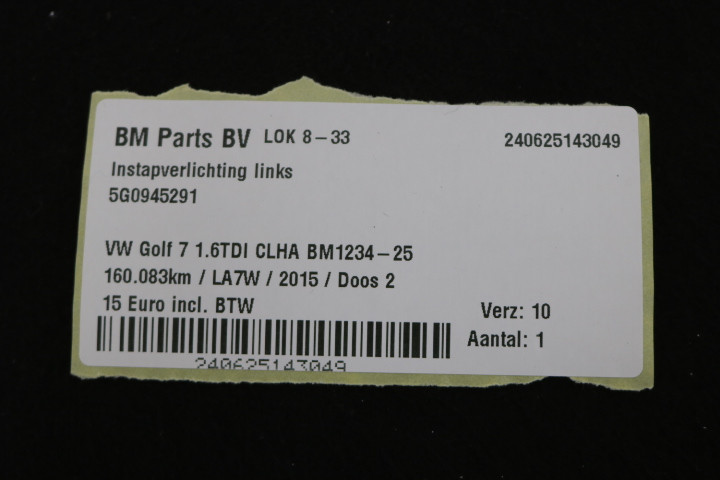 BM Parts BV LOK 8-33 240625143049
Instapverlichting links
5G0945291
VW Golf 7 1.6TDI CLHA BM1234-25
160.083km / LA7W / 2015 / Doos 2
15 Euro incl. BTW Verz: 10
Aantal: 1
240625143049